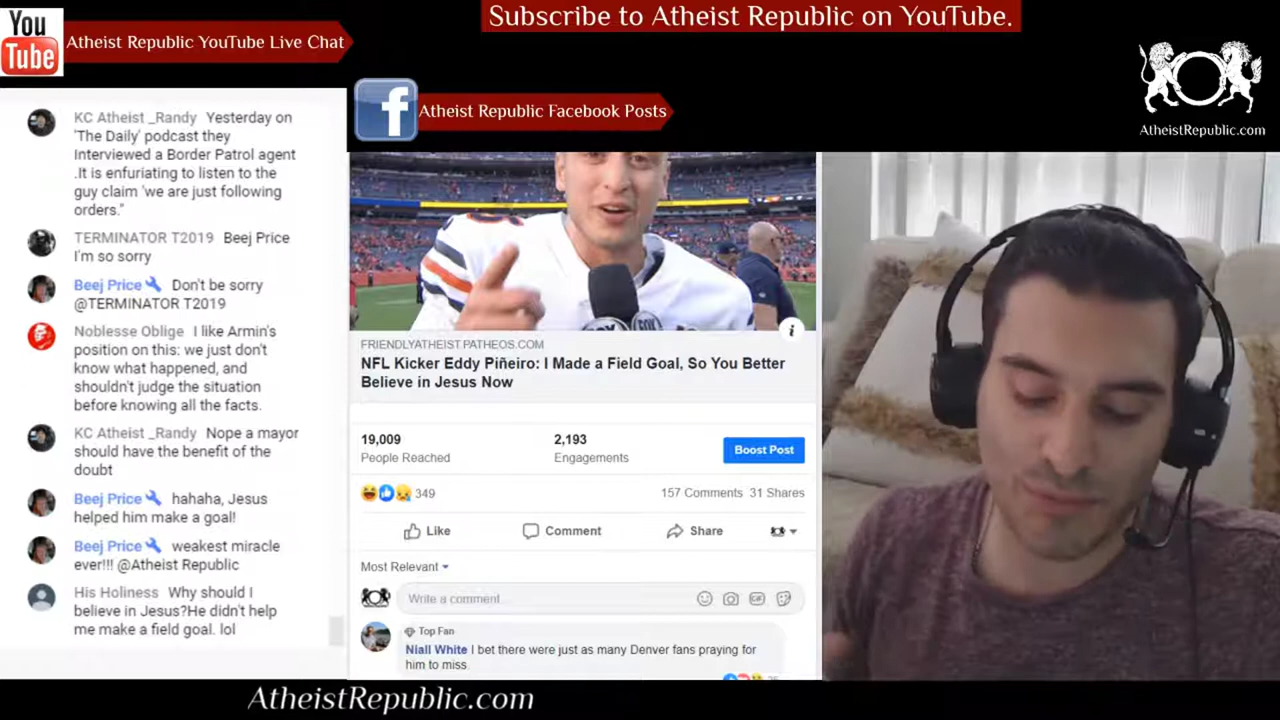 Subscribe to Atheist Republic on YouTube.
You
Tube
Atheist Republic YouTube Live Chat
Atheist Republic Facebook Posts
AtheistRepublic.com
KC Atheist _Randy Yesterday on
'The Daily' podcast they
Interviewed a Border Patrol agent
.It is enfuriating to listen to the
guy claim 'we are just following
orders."
TERMINATOR T2019 Beej Price
I'm so sorry
Beej Price Don't be sorry
@TERMINATOR T2019
Noblesse Oblige I like Armin's
position on this: we just don't
know what happened, and
shouldn't judge the situation
before knowing all the facts.
KC Atheist _Randy Nope a mayor
should have the benefit of the
doubt
Beej Price hahaha, Jesus
helped him make a goal!
Beej Price weakest miracle
ever!!! @Atheist Republic
His Holiness Why should I
believe in Jesus?He didn't help
me make a field goal. lol
FOX
FOX
i
FRIENDLYATHEIST.PATHEOS.COM
NFL Kicker Eddy Piñeiro: I Made a Field Goal, So You Better
Believe in Jesus Now
19,009
People Reached
2,193
Engagements
Boost Post
349
157 Comments 31 Shares
Like
Comment
Share
Most Relevant
Write a comment...
GIF
Top Fan
Niall White I bet there were just as many Denver fans praying for
him to miss
AtheistRepublic.com